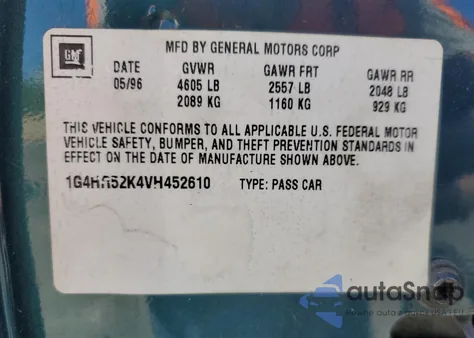 GM
MFD BY GENERAL MOTORS CORP
DATE GVWR GAWR FRT GAWR RR
05/96 4605 LB 2557 LB 2048 LB
2089 KG 1160 KG 929 KG
THIS VEHICLE CONFORMS TO ALL APPLICABLE U.S. FEDERAL MOTOR
VEHICLE SAFETY, BUMPER, AND THEFT PREVENTION STANDARDS IN
EFFECT ON THE DATE OF MANUFACTURE SHOWN ABOVE.
1G4HR52K4VH452610 TYPE: PASS CAR
autoSnap